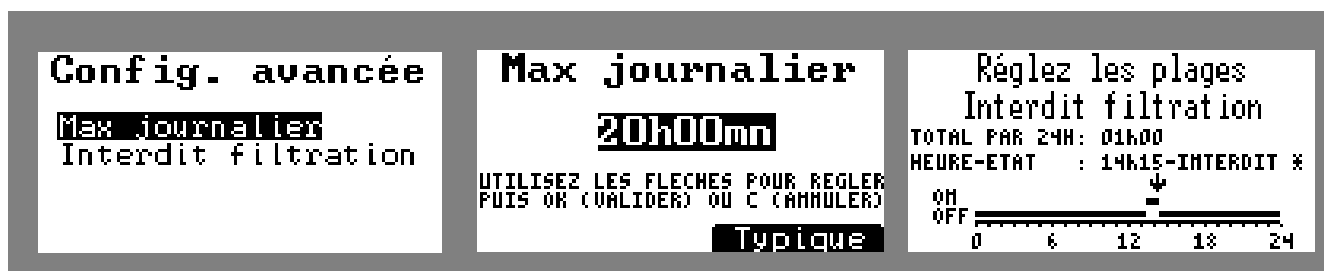 Config. avancée
Max journalier
Interdit filtration
Max journalier
20h00mn
UTILISEZ LES FLECHES POUR REGLER
PUIS OK (VALIDER) OU C (ANNULER)
Typique
Réglez les plages
Interdit filtration
TOTAL PAR 24H: 01h00
HEURE-ETAT : 14h15-INTERDIT *
ON
OFF
0 6 12 18 24